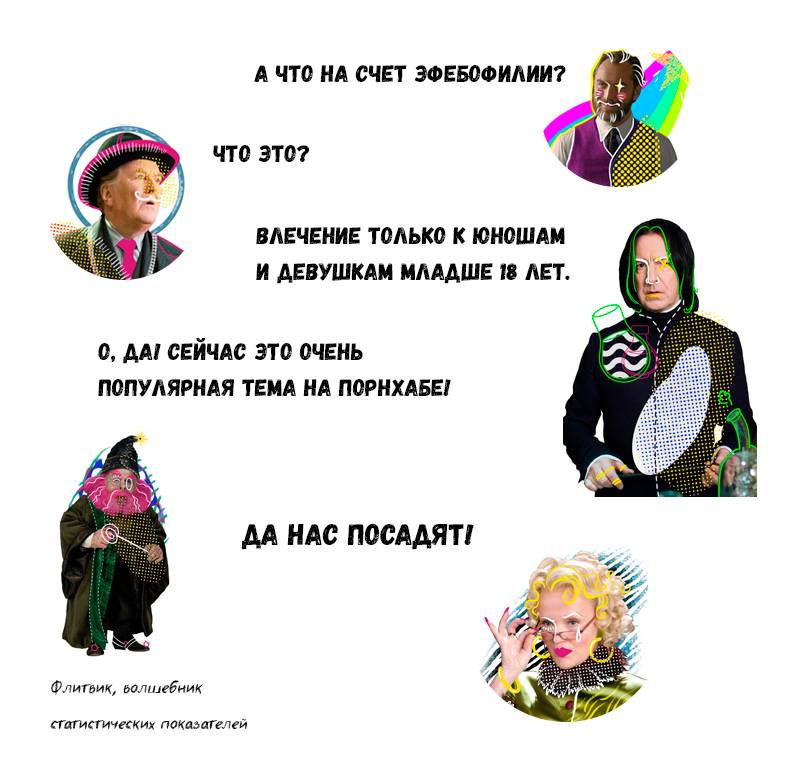 А ЧТО НА СЧЕТ ЭФЕБОФИЛИИ?
ЧТО ЭТО?
ВЛЕЧЕНИЕ ТОЛЬКО К ЮНОШАМ
И ДЕВУШКАМ МЛАДШЕ 18 ЛЕТ.
О, ДА! СЕЙЧАС ЭТО ОЧЕНЬ
ПОПУЛЯРНАЯ ТЕМА НА ПОРНХАБЕ!
ДА НАС ПОСАДЯТ!
Флитвик, волшебник
статистических показателей